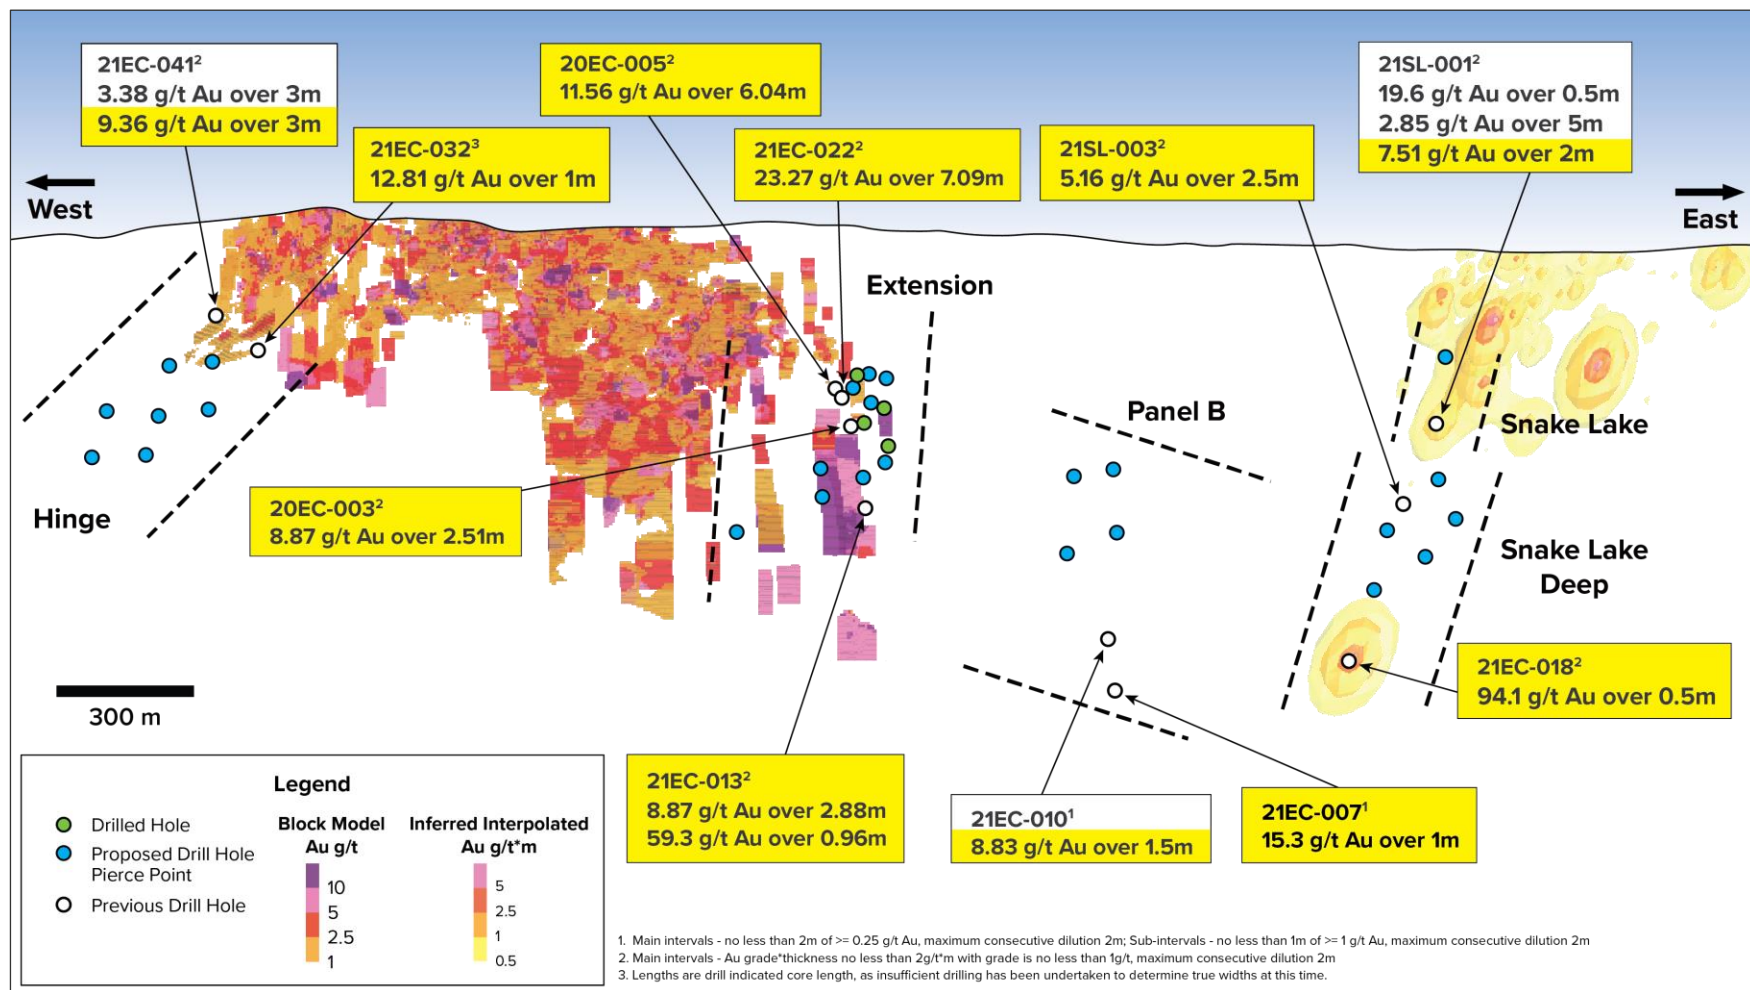 21EC-041²
3.38 g/t Au over 3m
9.36 g/t Au over 3m
20EC-005²
11.56 g/t Au over 6.04m
21SL-001²
19.6 g/t Au over 0.5m
2.85 g/t Au over 5m
7.51 g/t Au over 2m
21EC-032³
12.81 g/t Au over 1m
21EC-022²
23.27 g/t Au over 7.09m
21SL-003²
5.16 g/t Au over 2.5m
West
East
Extension
Panel B
Snake Lake
Hinge
20EC-003²
8.87 g/t Au over 2.51m
Snake Lake
Deep
21EC-018²
94.1 g/t Au over 0.5m
300 m
21EC-013²
8.87 g/t Au over 2.88m
59.3 g/t Au over 0.96m
21EC-010¹
8.83 g/t Au over 1.5m
21EC-007¹
15.3 g/t Au over 1m
Legend
Drilled Hole
Proposed Drill Hole
Pierce Point
Previous Drill Hole
Block Model
Au g/t
10
5
2.5
1
Inferred Interpolated
Au g/t*m
5
2.5
1
0.5
1. Main intervals - no less than 2m of >= 0.25 g/t Au, maximum consecutive dilution 2m; Sub-intervals - no less than 1m of >= 1 g/t Au, maximum consecutive dilution 2m
2. Main intervals - Au grade*thickness no less than 2g/t*m with grade is no less than 1g/t, maximum consecutive dilution 2m
3. Lengths are drill indicated core length, as insufficient drilling has been undertaken to determine true widths at this time.